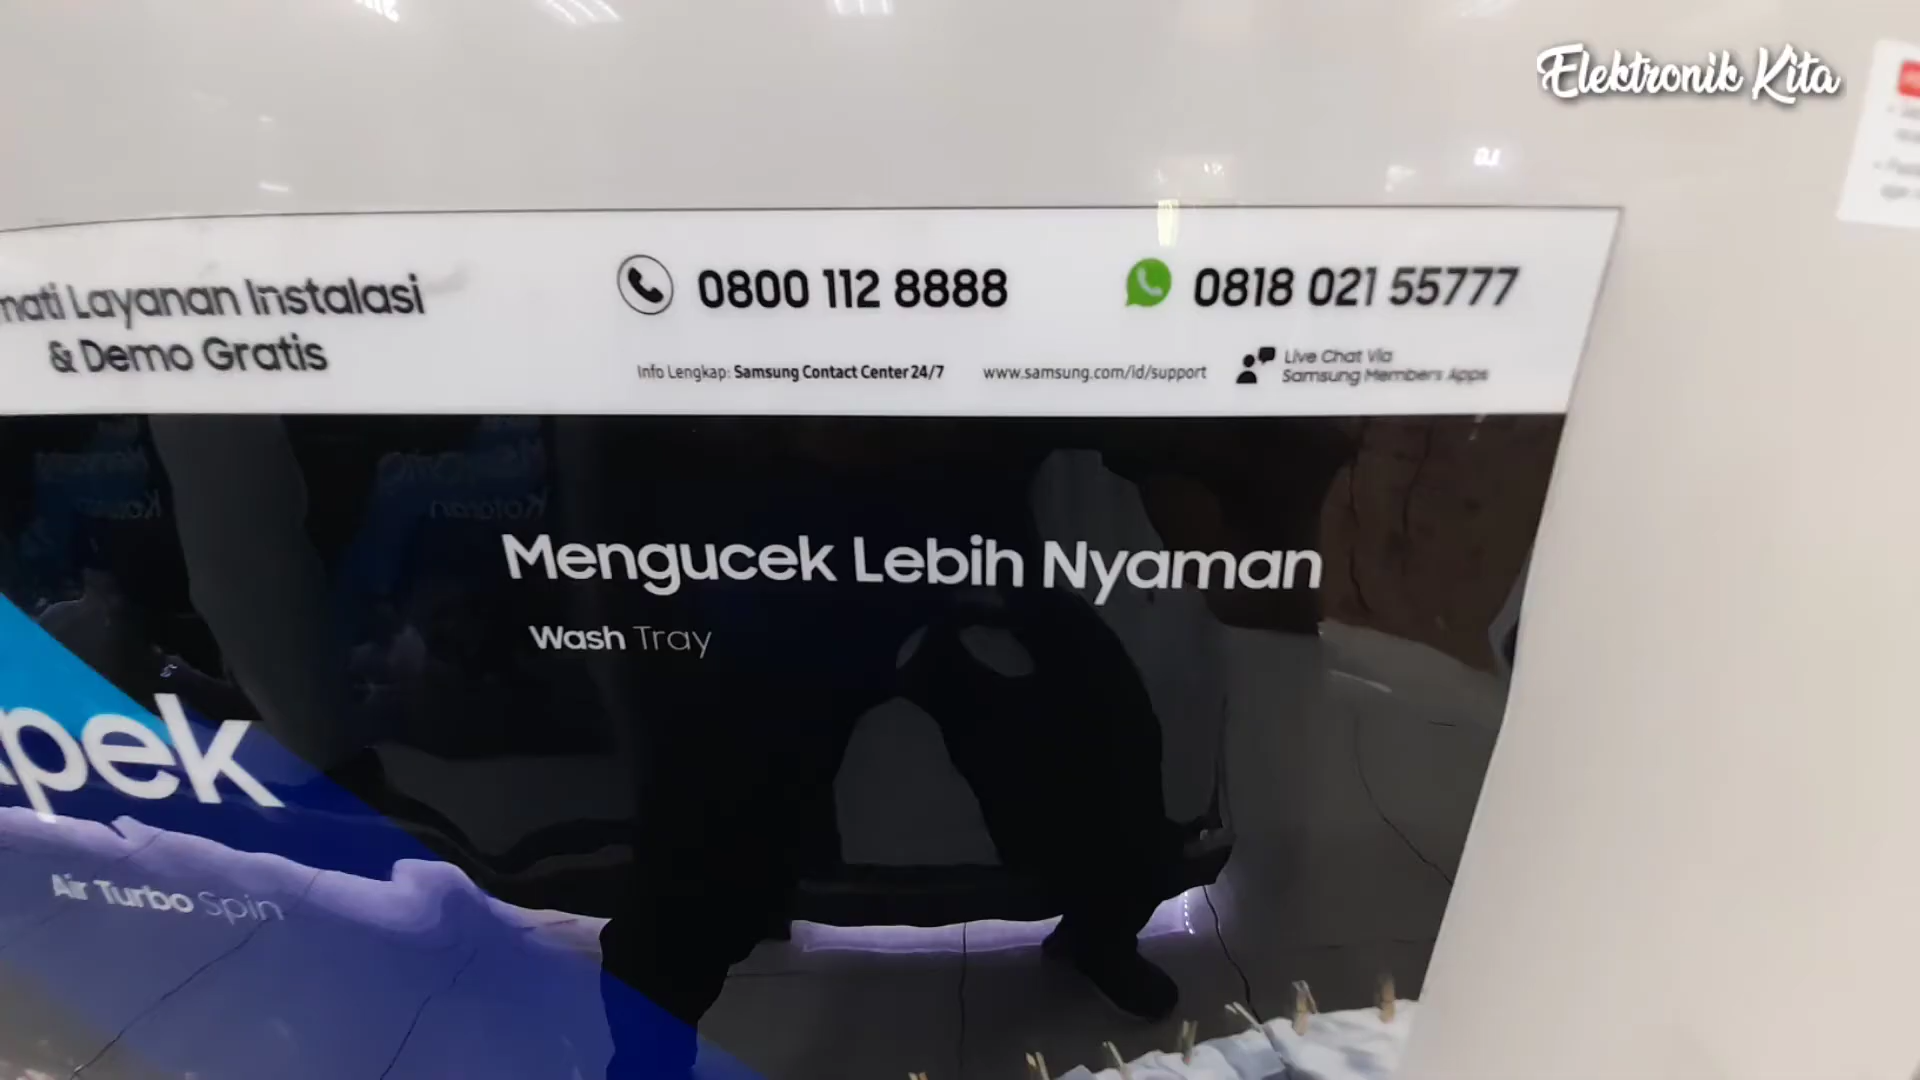 Elektronik Kita
Layanan Instalasi
& Demo Gratis
0800 112 8888
0818 021 55777
Info Lengkap: Samsung Contact Center 24/7
www.samsung.com/id/support
Live Chat Via
Samsung Members Apps
Mengucek Lebih Nyaman
Wash Tray
pek
Air Turbo Spin